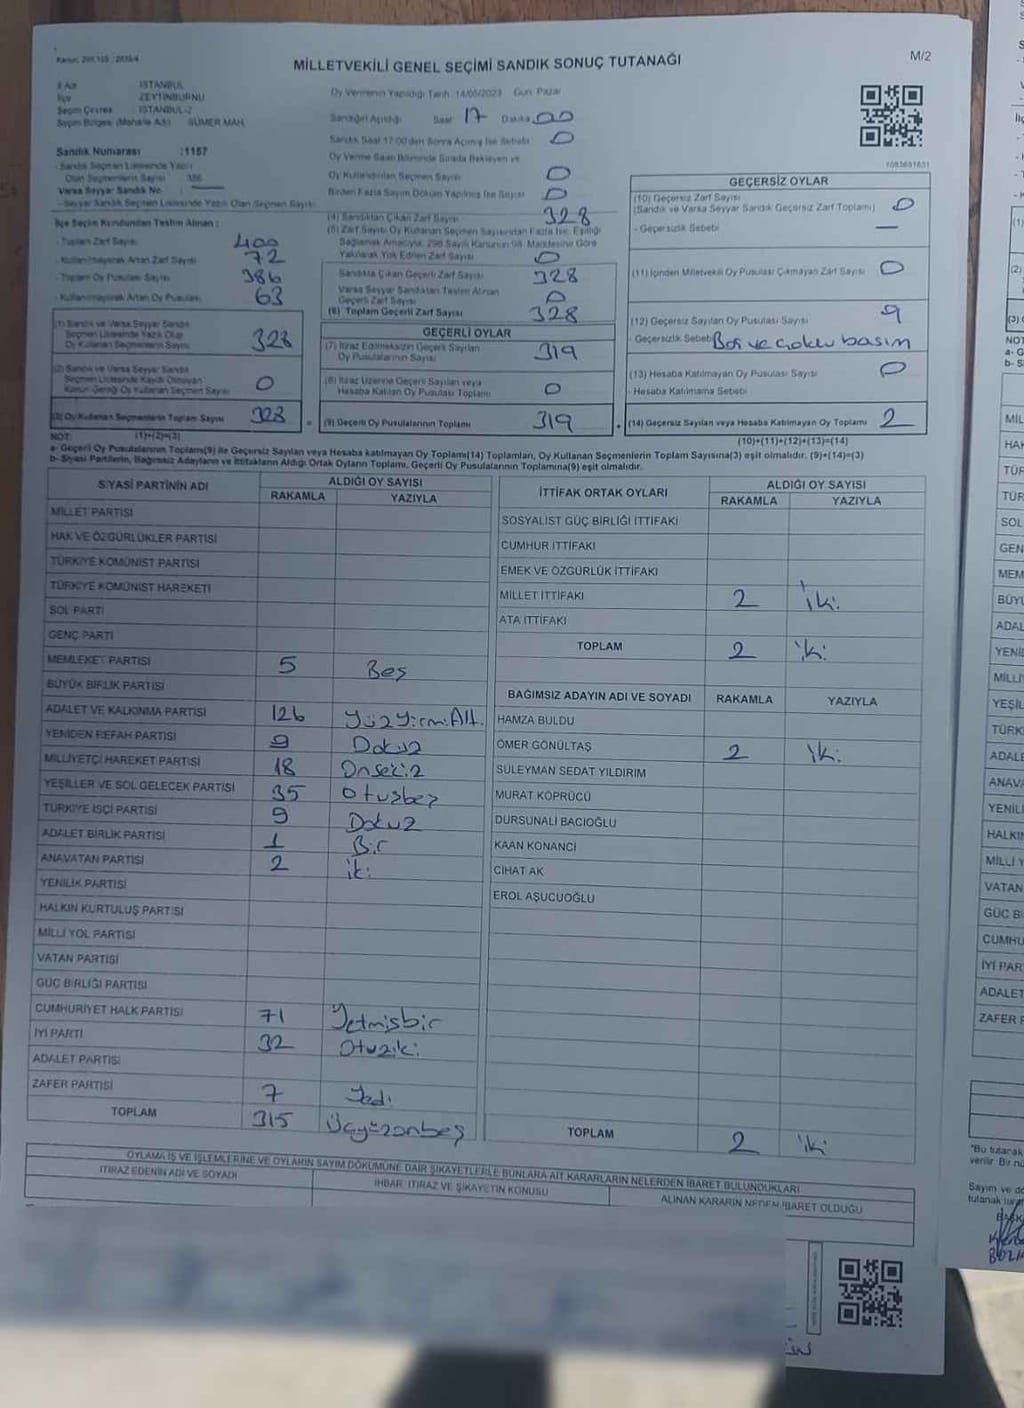 MİLLETVEKİLİ GENEL SEÇİMİ SANDIK SONUÇ TUTANAĞI
M/2
İli Adı İSTANBUL
İlçe ZEYTİNBURNU
Seçim Çevresi İSTANBUL-2
Seçim Bölgesi (Mahalle Adı) SÜMER MAH.
Sandık Numarası :1157
- Sandık Seçmen Listesinde Yazılı
Olan Seçmenlerin Sayısı 386
Varsa Seyyar Sandık No :
- Seyyar Sandık Seçmen Listesinde Yazılı Olan Seçmen Sayısı:
İlçe Seçim Kurulundan Teslim Alınan :
- Toplam Zarf Sayısı 400
- Kullanılmayarak Artan Zarf Sayısı 72
- Toplam Oy Pusulası Sayısı 386
- Kullanılmayarak Artan Oy Pusulası 63
(1) Sandık ve Varsa Seyyar Sandık
Seçmen Listesinde Yazılı Olup
Oy Kullanan Seçmenlerin Sayısı 328
(2) Sandık ve Varsa Seyyar Sandık
Seçmen Listesinde Kaydı Olmayan
Kanun Gereği Oy Kullanan Seçmen Sayısı 0
(3) Oy Kullanan Seçmenlerin Toplam Sayısı 328
Oy Vermenin Yapıldığı Tarih :14/05/2023 Gün: Pazar
Sandığın Açıldığı Saat 17 Dakika 00
Sandık Saat 17:00'den Sonra Açılmış İse Sebebi 0
Oy Verme Saati Bitiminde Sırada Bekleyen ve
Oy Kullandırılan Seçmen Sayısı 0
Birden Fazla Sayım Döküm Yapılmış İse Sayısı 0
(4) Sandıktan Çıkan Zarf Sayısı 328
(5) Zarf Sayısı Oy Kullanan Seçmen Sayısından Fazla İse, Eşitliği
Sağlamak Amacıyla, 298 Sayılı Kanunun 98. Maddesine Göre
Yakılarak Yok Edilen Zarf Sayısı 0
Sandıkta Çıkan Geçerli Zarf Sayısı 328
Varsa Seyyar Sandıktan Teslim Alınan
Geçerli Zarf Sayısı 0
(6) Toplam Geçerli Zarf Sayısı 328
GEÇERLİ OYLAR
(7) İtiraz Edilmeksizin Geçerli Sayılan
Oy Pusulalarının Sayısı 319
(8) İtiraz Üzerine Geçerli Sayılan veya
Hesaba Katılan Oy Pusulaları Toplamı 0
(9) Geçerli Oy Pusulalarının Toplamı 319
1083691831
GEÇERSİZ OYLAR
(10) Geçersiz Zarf Sayısı
(Sandık ve Varsa Seyyar Sandık Geçersiz Zarf Toplamı) 0
- Geçersizlik Sebebi —
(11) İçinden Milletvekili Oy Pusulası Çıkmayan Zarf Sayısı 0
(12) Geçersiz Sayılan Oy Pusulası Sayısı 9
- Geçersizlik Sebebi Boş ve Çoklu basım
(13) Hesaba Katılmayan Oy Pusulası Sayısı 0
- Hesaba Katılmama Sebebi
(14) Geçersiz Sayılan veya Hesaba Katılmayan Oy Toplamı 2
NOT: (1)+(2)=(3)
(10)+(11)+(12)+(13)=(14)
a- Geçerli Oy Pusulalarının Toplamı(9) ile Geçersiz Sayılan veya Hesaba katılmayan Oy Toplamı(14) Toplamları, Oy Kullanan Seçmenlerin Toplam Sayısına(3) eşit olmalıdır. (9)+(14)=(3)
b- Siyasi Partilerin, Bağımsız Adayların ve İttifakların Aldığı Ortak Oyların Toplamı, Geçerli Oy Pusulalarının Toplamına(9) eşit olmalıdır.
SİYASİ PARTİNİN ADI ALDIĞI OY SAYISI
RAKAMLA YAZIYLA
MİLLET PARTİSİ
HAK VE ÖZGÜRLÜKLER PARTİSİ
TÜRKİYE KOMÜNİST PARTİSİ
TÜRKİYE KOMÜNİST HAREKETİ
SOL PARTİ
GENÇ PARTİ
MEMLEKET PARTİSİ 5 Beş
BÜYÜK BİRLİK PARTİSİ
ADALET VE KALKINMA PARTİSİ 126 YüzYirmiAlt.
YENİDEN REFAH PARTİSİ 9 Dokuz
MİLLİYETÇİ HAREKET PARTİSİ 18 Onsekiz
YEŞİLLER VE SOL GELECEK PARTİSİ 35 Otuzbeş
TÜRKİYE İŞÇİ PARTİSİ 9 Dokuz
ADALET BİRLİK PARTİSİ 1 Bir
ANAVATAN PARTİSİ 2 iki
YENİLİK PARTİSİ
HALKIN KURTULUŞ PARTİSİ
MİLLİ YOL PARTİSİ
VATAN PARTİSİ
GÜÇ BİRLİĞİ PARTİSİ
CUMHURİYET HALK PARTİSİ 71 Yetmişbir
İYİ PARTİ 32 Otuziki
ADALET PARTİSİ
ZAFER PARTİSİ 7 Yedi
TOPLAM 315 Üçyüzonbeş
İTTİFAK ORTAK OYLARI ALDIĞI OY SAYISI
RAKAMLA YAZIYLA
SOSYALİST GÜÇ BİRLİĞİ İTTİFAKI
CUMHUR İTTİFAKI
EMEK VE ÖZGÜRLÜK İTTİFAKI
MİLLET İTTİFAKI 2 iki
ATA İTTİFAKI
TOPLAM 2 iki
BAĞIMSIZ ADAYIN ADI VE SOYADI RAKAMLA YAZIYLA
HAMZA BULDU
ÖMER GÖNÜLTAŞ 2 iki
SÜLEYMAN SEDAT YILDIRIM
MURAT KÖPRÜCÜ
DURSUNALİ BACIOĞLU
KAAN KONANCİ
CİHAT AK
EROL AŞUCUOĞLU
TOPLAM 2 iki
OYLAMA İŞ VE İŞLEMLERİNE VE OYLARIN SAYIM DÖKÜMÜNE DAİR ŞİKAYETLERLE BUNLARA AİT KARARLARIN NELERDEN İBARET BULUNDUKLARI
İTİRAZ EDENİN ADI VE SOYADI İHBAR, İTİRAZ VE ŞİKAYETİN KONUSU ALINAN KARARIN NEDEN İBARET OLDUĞU